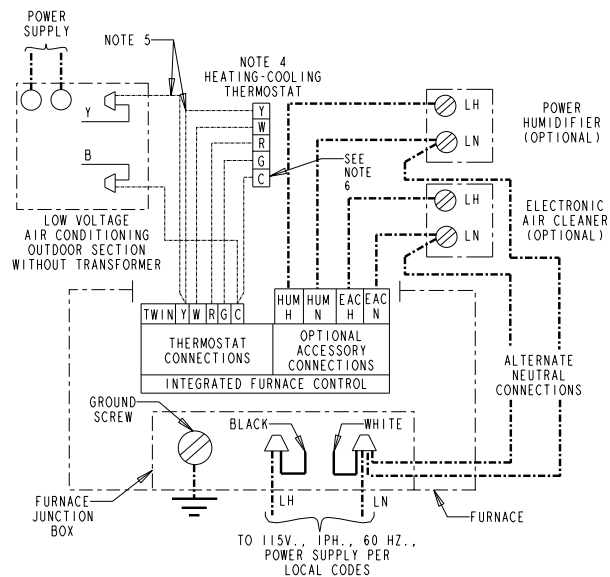 POWER
SUPPLY
NOTE 5
NOTE 4
HEATING-COOLING
THERMOSTAT
Y
B
Y
W
R
G
C
SEE
NOTE
6
LH
LN
POWER
HUMIDIFIER
(OPTIONAL)
LH
LN
ELECTRONIC
AIR CLEANER
(OPTIONAL)
LOW VOLTAGE
AIR CONDITIONING
OUTDOOR SECTION
WITHOUT TRANSFORMER
TWIN Y W R G C
HUM H HUM N EAC H EAC N
THERMOSTAT
CONNECTIONS
OPTIONAL
ACCESSORY
CONNECTIONS
INTEGRATED FURNACE CONTROL
ALTERNATE
NEUTRAL
CONNECTIONS
GROUND
SCREW
BLACK
WHITE
FURNACE
JUNCTION
BOX
LH
LN
FURNACE
TO 115V., 1PH., 60 HZ.,
POWER SUPPLY PER
LOCAL CODES